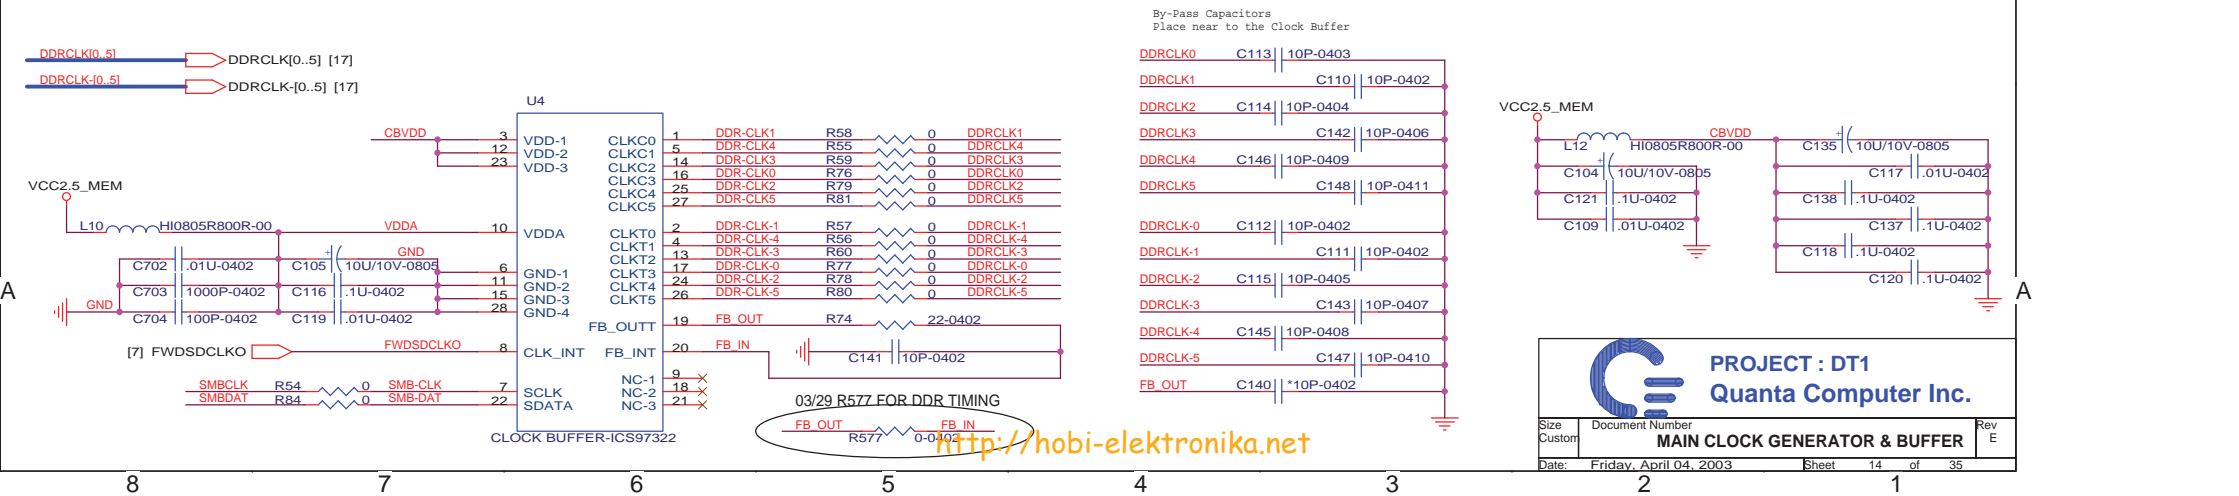 By-Pass Capacitors
Place near to the Clock Buffer
DDRCLK[0..5]
DDRCLK[0..5] [17]
DDRCLK-[0..5]
DDRCLK-[0..5] [17]
U4
CBVDD
3 VDD-1
12 VDD-2
23 VDD-3
VCC2.5_MEM
L10 HI0805R800R-00
VDDA
10 VDDA
C702 .01U-0402
C703 1000P-0402
C704 100P-0402
GND
C105 10U/10V-0805
C116 .1U-0402
C119 .01U-0402
GND
6 GND-1
11 GND-2
15 GND-3
28 GND-4
[7] FWDSDCLKO
FWDSDCLKO
8 CLK_INT
SMBCLK R54 0 SMB-CLK 7 SCLK
SMBDAT R84 0 SMB-DAT 22 SDATA
CLKC0 1 DDR-CLK1 R58 0 DDRCLK1
CLKC1 5 DDR-CLK4 R55 0 DDRCLK4
CLKC2 14 DDR-CLK3 R59 0 DDRCLK3
CLKC3 16 DDR-CLK0 R76 0 DDRCLK0
CLKC4 25 DDR-CLK2 R79 0 DDRCLK2
CLKC5 27 DDR-CLK5 R81 0 DDRCLK5
CLKT0 2 DDR-CLK-1 R57 0 DDRCLK-1
CLKT1 4 DDR-CLK-4 R56 0 DDRCLK-4
CLKT2 13 DDR-CLK-3 R60 0 DDRCLK-3
CLKT3 17 DDR-CLK-0 R77 0 DDRCLK-0
CLKT4 24 DDR-CLK-2 R78 0 DDRCLK-2
CLKT5 26 DDR-CLK-5 R80 0 DDRCLK-5
FB_OUTT 19 FB_OUT R74 22-0402
FB_INT 20 FB_IN
C141 10P-0402
NC-1 9
NC-2 18
NC-3 21
CLOCK BUFFER-ICS97322
03/29 R577 FOR DDR TIMING
FB_OUT FB_IN
R577 0-0402
http://hobi-elektronika.net
DDRCLK0 C113 10P-0403
DDRCLK1 C110 10P-0402
DDRCLK2 C114 10P-0404
DDRCLK3 C142 10P-0406
DDRCLK4 C146 10P-0409
DDRCLK5 C148 10P-0411
DDRCLK-0 C112 10P-0402
DDRCLK-1 C111 10P-0402
DDRCLK-2 C115 10P-0405
DDRCLK-3 C143 10P-0407
DDRCLK-4 C145 10P-0408
DDRCLK-5 C147 10P-0410
FB_OUT C140 *10P-0402
VCC2.5_MEM
L12 HI0805R800R-00
CBVDD
C104 10U/10V-0805
C121 .1U-0402
C109 .01U-0402
C135 10U/10V-0805
C117 .01U-0402
C138 .1U-0402
C137 .1U-0402
C118 .1U-0402
C120 .1U-0402
A
A
PROJECT : DT1
Quanta Computer Inc.
Size Document Number Rev
Custom MAIN CLOCK GENERATOR & BUFFER E
Date: Friday, April 04, 2003 Sheet 14 of 35
8 7 6 5 4 3 2 1